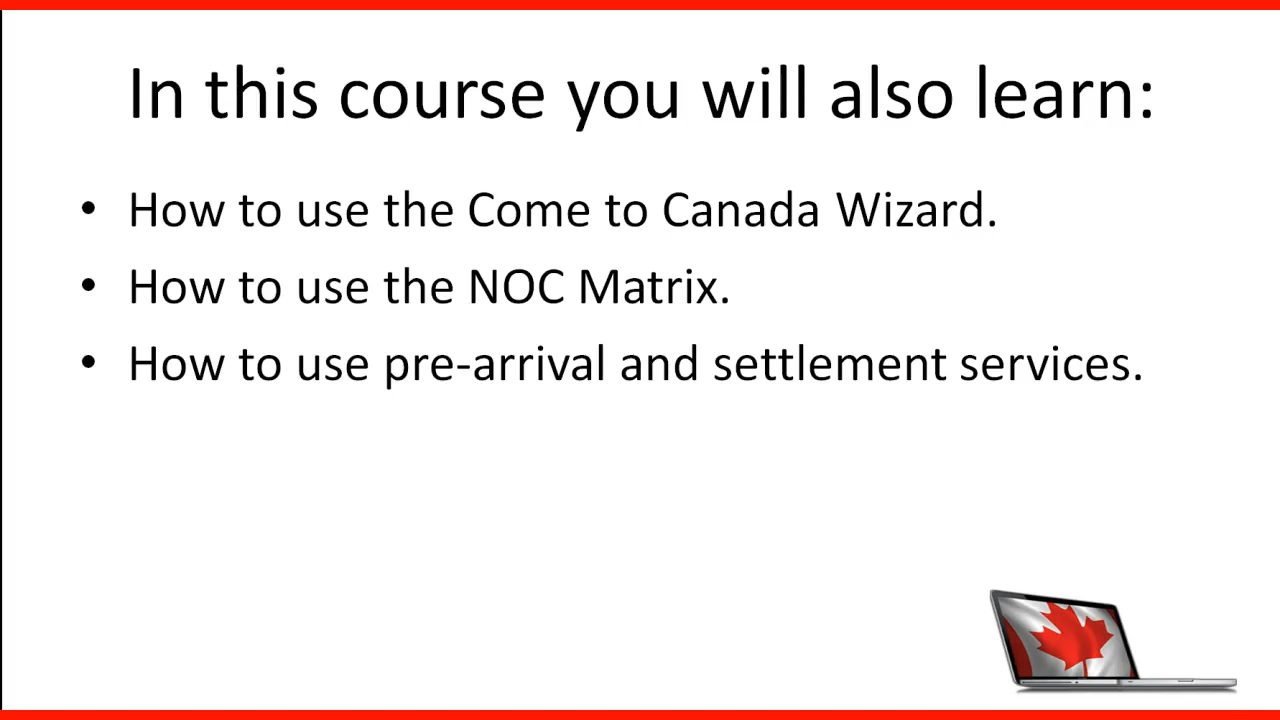 In this course you will also learn:
• How to use the Come to Canada Wizard.
• How to use the NOC Matrix.
• How to use pre-arrival and settlement services.